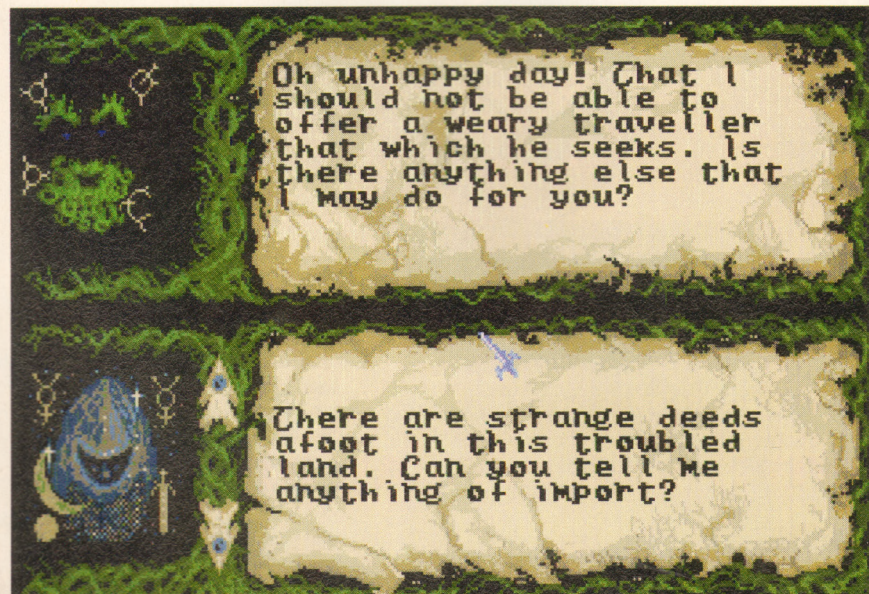 Oh unhappy day! That I
should not be able to
offer a weary traveller
that which he seeks. Is
there anything else that
I may do for you?
There are strange deeds
afoot in this troubled
land. Can you tell me
anything of import?